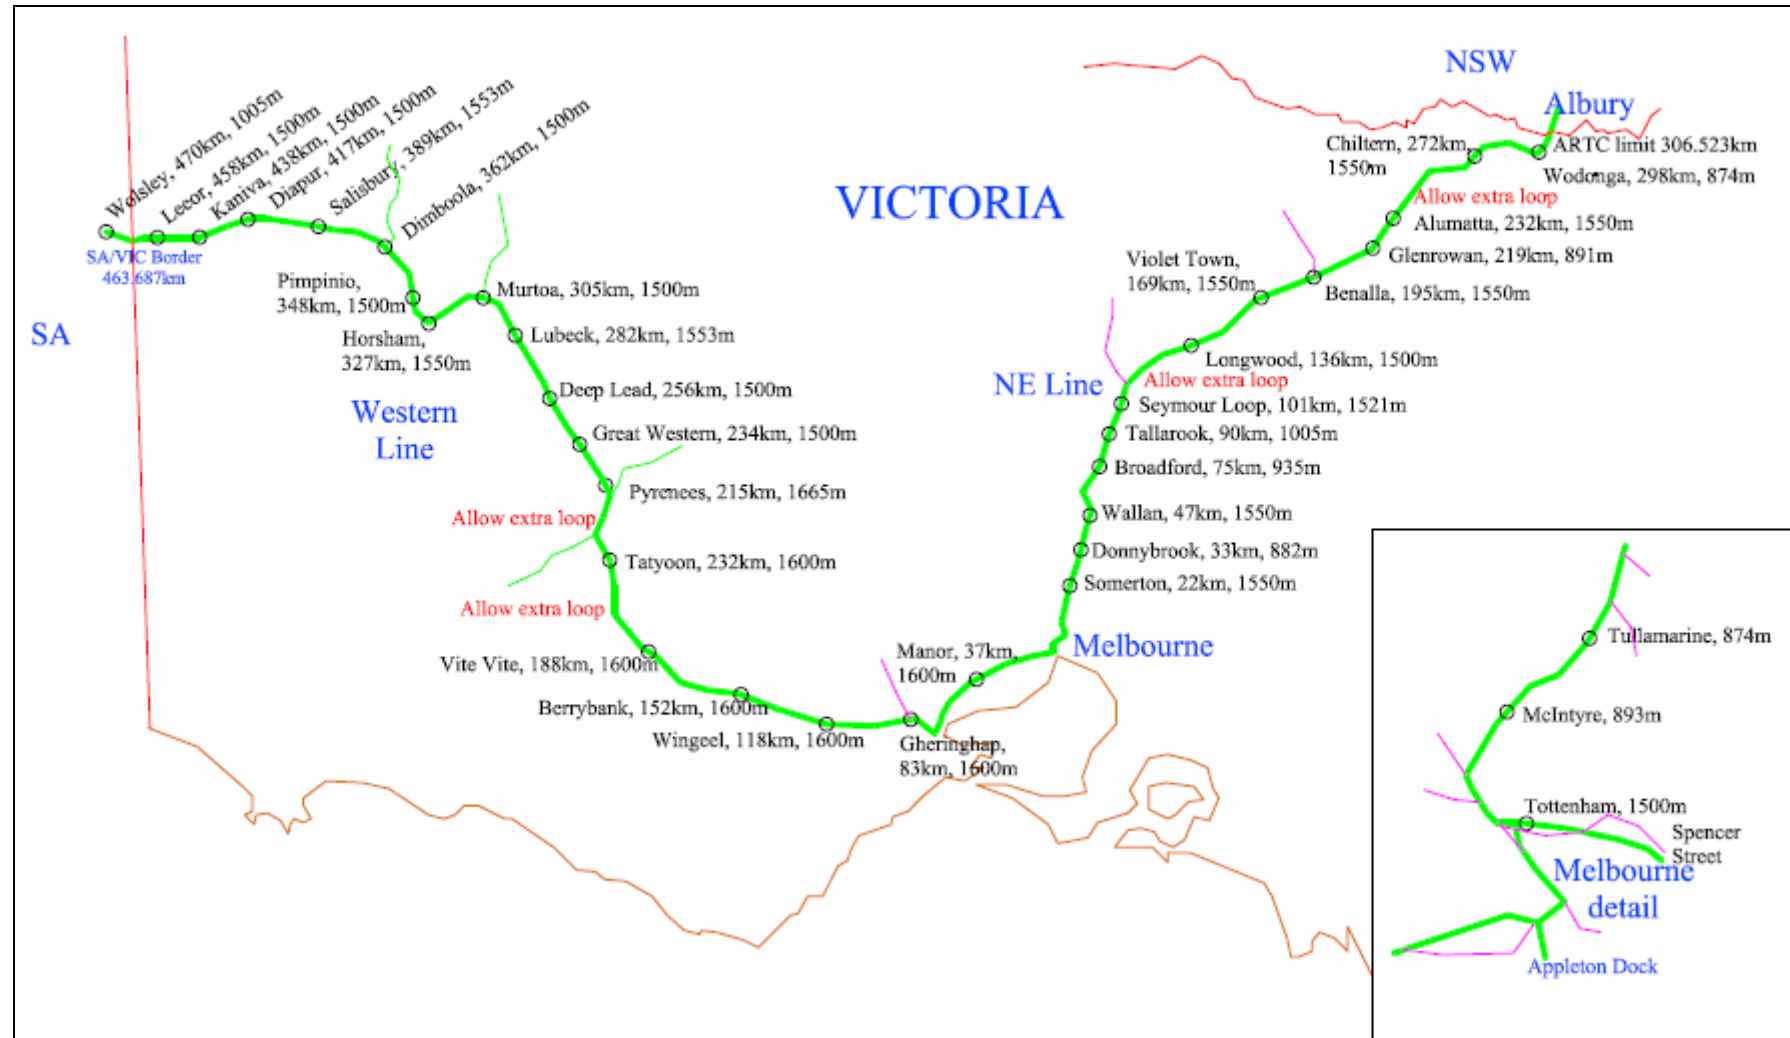 NSW
Albury
VICTORIA
Wolsley, 470km, 1005m
Leeor, 458km, 1500m
Kaniva, 438km, 1500m
Diapur, 417km, 1500m
Salisbury, 389km, 1553m
Dimboola, 362km, 1500m
SA/VIC Border
463.687km
SA
Pimpinio,
348km, 1500m
Horsham,
327km, 1550m
Murtoa, 305km, 1500m
Lubeck, 282km, 1553m
Deep Lead, 256km, 1500m
Western
Line
Great Western, 234km, 1500m
Pyrenees, 215km, 1665m
Allow extra loop
Tatyoon, 232km, 1600m
Allow extra loop
Vite Vite, 188km, 1600m
Berrybank, 152km, 1600m
Wingeel, 118km, 1600m
Gheringhap,
83km, 1600m
Manor, 37km,
1600m
Melbourne
Somerton, 22km, 1550m
Donnybrook, 33km, 882m
Wallan, 47km, 1550m
Broadford, 75km, 935m
Tallarook, 90km, 1005m
Seymour Loop, 101km, 1521m
Allow extra loop
NE Line
Longwood, 136km, 1500m
Violet Town,
169km, 1550m
Benalla, 195km, 1550m
Glenrowan, 219km, 891m
Alumatta, 232km, 1550m
Allow extra loop
Chiltern, 272km,
1550m
Wodonga, 298km, 874m
ARTC limit 306.523km
Tullamarine, 874m
McIntyre, 893m
Tottenham, 1500m
Spencer
Street
Melbourne
detail
Appleton Dock